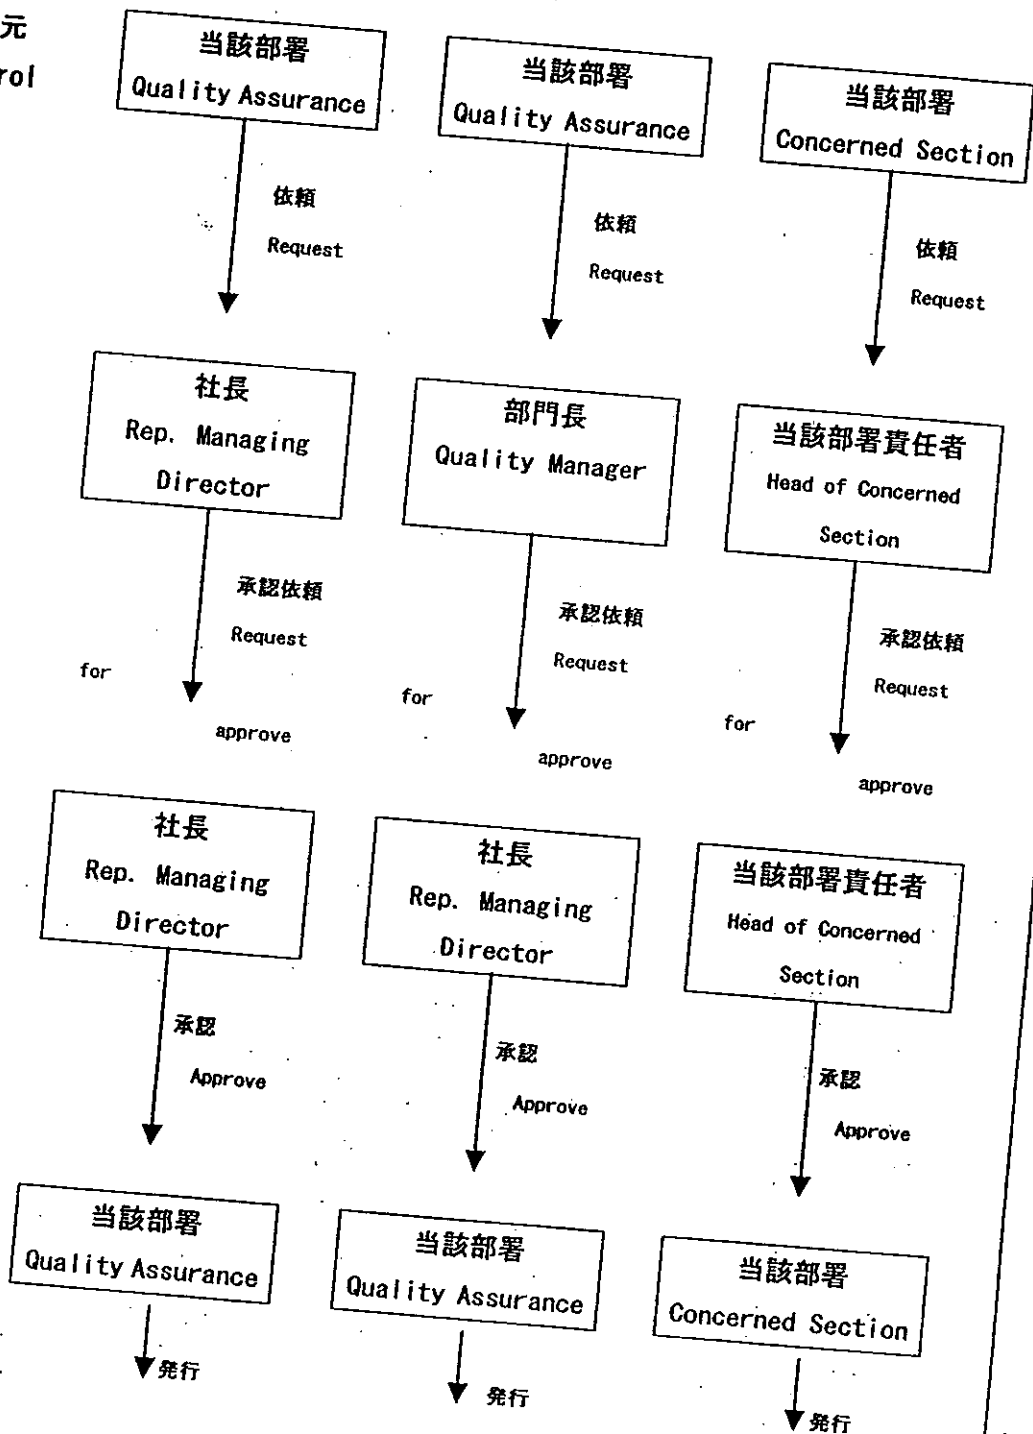 元
rol
当該部署
Quality Assurance
当該部署
Quality Assurance
当該部署
Concerned Section
依頼
Request
依頼
Request
依頼
Request
社長
Rep. Managing
Director
部門長
Quality Manager
当該部署責任者
Head of Concerned
Section
承認依頼
Request
for
approve
承認依頼
Request
for
approve
承認依頼
Request
for
approve
社長
Rep. Managing
Director
社長
Rep. Managing
Director
当該部署責任者
Head of Concerned
Section
承認
Approve
承認
Approve
承認
Approve
当該部署
Quality Assurance
当該部署
Quality Assurance
当該部署
Concerned Section
発行
発行
発行